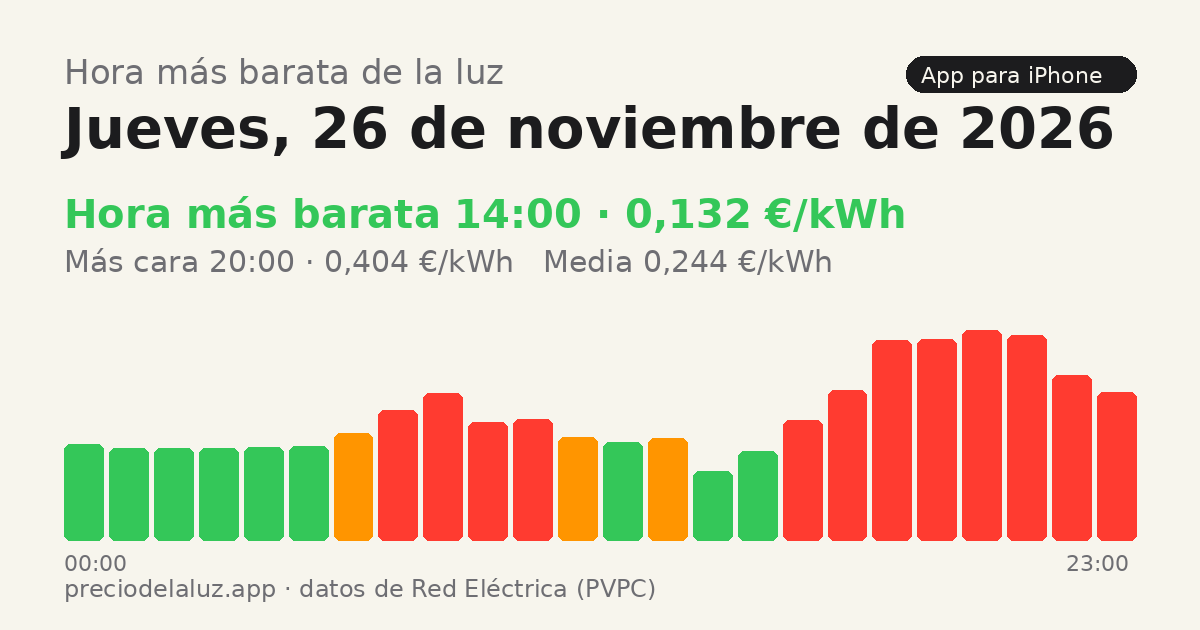 Hora más barata de la luz
App para iPhone
Jueves, 26 de noviembre de 2026
Hora más barata 14:00 · 0,132 €/kWh
Más cara 20:00 · 0,404 €/kWh   Media 0,244 €/kWh
00:00
23:00
preciodelaluz.app · datos de Red Eléctrica (PVPC)